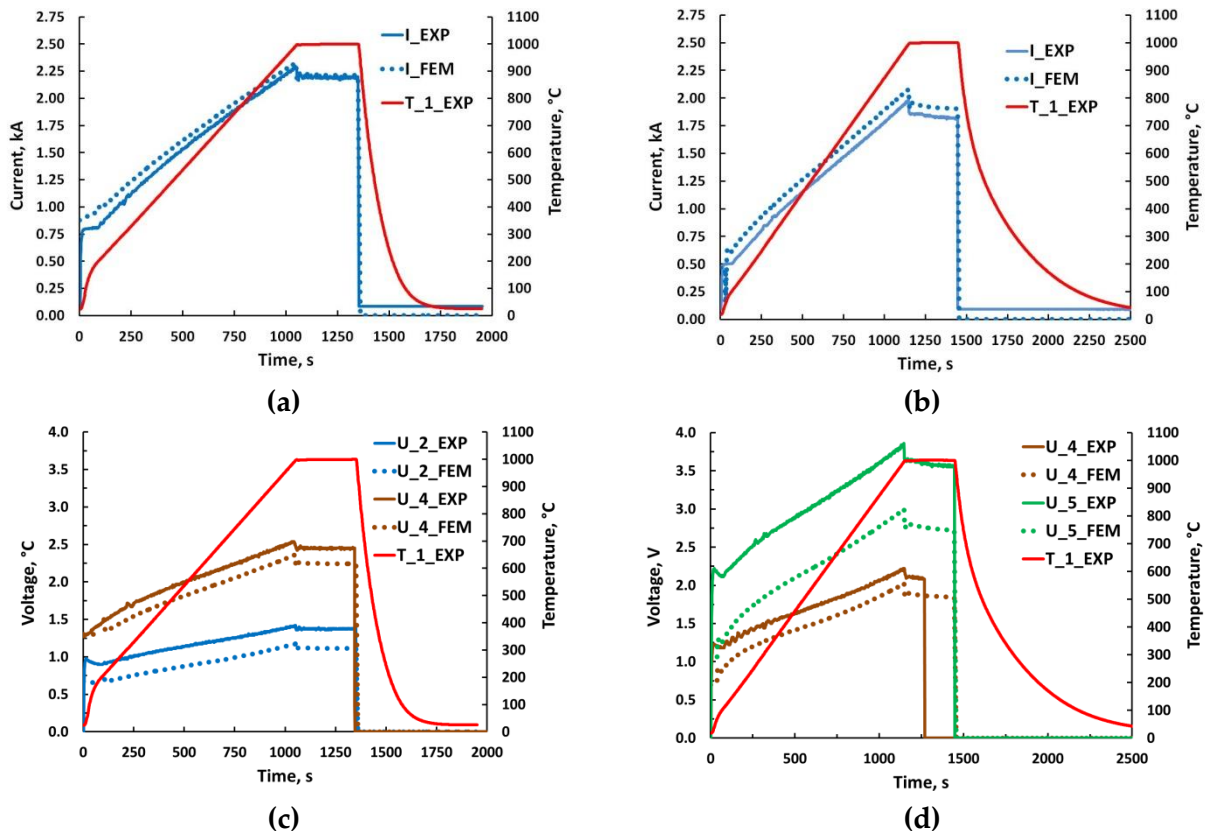 2.75 1100
2.50 1000
2.25 900
2.00 800
1.75 700
1.50 600
1.25 500
1.00 400
0.75 300
0.50 200
0.25 100
0.00 0
Current, kA
Temperature, °C
I_EXP
I_FEM
T_1_EXP
0 250 500 750 1000 1250 1500 1750 2000
Time, s
(a)
2.75 1100
2.50 1000
2.25 900
2.00 800
1.75 700
1.50 600
1.25 500
1.00 400
0.75 300
0.50 200
0.25 100
0.00 0
Current, kA
Temperature, °C
I_EXP
I_FEM
T_1_EXP
0 250 500 750 1000 1250 1500 1750 2000 2250 2500
Time, s
(b)
4.0 1100
3.5 1000
3.0 900
2.5 800
2.0 700
1.5 600
1.0 500
0.5 400
0.0 300
200
100
0
Voltage, °C
Temperature, °C
U_2_EXP
U_2_FEM
U_4_EXP
U_4_FEM
T_1_EXP
0 250 500 750 1000 1250 1500 1750 2000
Time, s
(c)
4.0 1100
3.5 1000
3.0 900
2.5 800
2.0 700
1.5 600
1.0 500
0.5 400
0.0 300
200
100
0
Voltage, V
Temperature, °C
U_4_EXP
U_4_FEM
U_5_EXP
U_5_FEM
T_1_EXP
0 500 1000 1500 2000 2500
Time, s
(d)